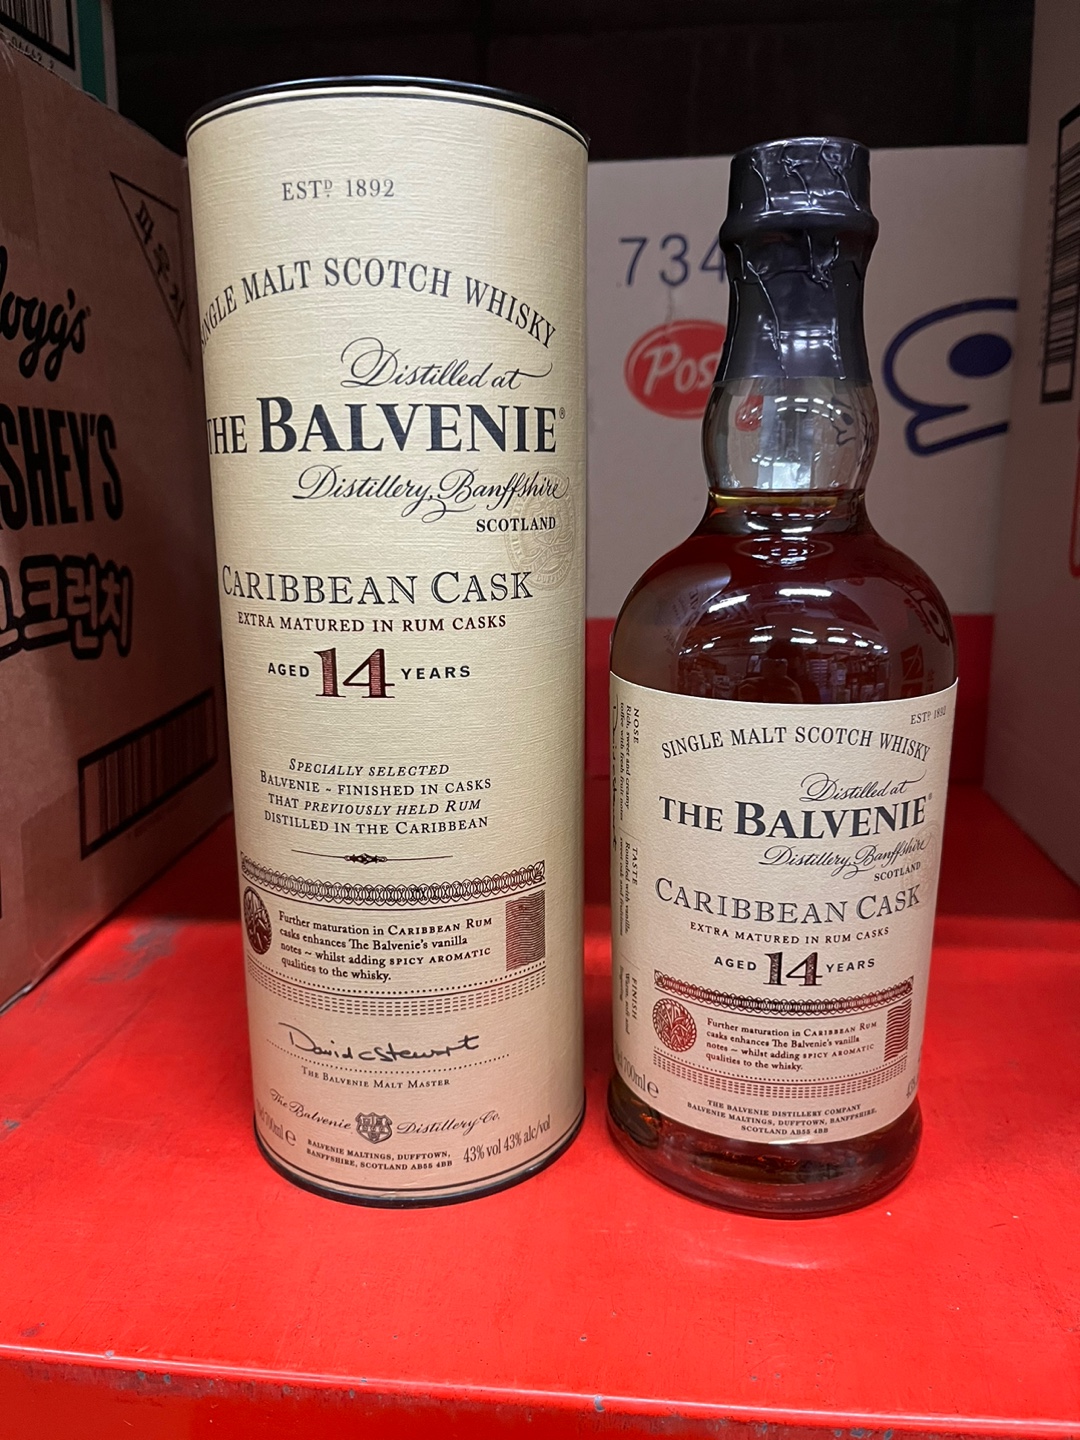 ESTD 1892
SINGLE MALT SCOTCH WHISKY
Distilled at
THE BALVENIE®
Distillery, Banffshire
SCOTLAND
CARIBBEAN CASK
EXTRA MATURED IN RUM CASKS
AGED 14 YEARS
SPECIALLY SELECTED
BALVENIE ~ FINISHED IN CASKS
THAT PREVIOUSLY HELD RUM
DISTILLED IN THE CARIBBEAN
Further maturation in CARIBBEAN RUM
casks enhances The Balvenie's vanilla
notes ~ whilst adding SPICY AROMATIC
qualities to the whisky.
David C Stewart
THE BALVENIE MALT MASTER
The Balvenie Distillery Co.
700ml e
BALVENIE MALTINGS, DUFFTOWN,
BANFFSHIRE, SCOTLAND AB55 4BB
43% vol 43% alc/vol
ESTD 1892
SINGLE MALT SCOTCH WHISKY
Distilled at
THE BALVENIE®
Distillery, Banffshire
SCOTLAND
CARIBBEAN CASK
EXTRA MATURED IN RUM CASKS
AGED 14 YEARS
Further maturation in CARIBBEAN RUM
casks enhances The Balvenie's vanilla
notes ~ whilst adding SPICY AROMATIC
qualities to the whisky.
THE BALVENIE DISTILLERY COMPANY
BALVENIE MALTINGS, DUFFTOWN, BANFFSHIRE,
SCOTLAND AB55 4BB
NOSE
TASTE
FINISH
700ml e
734
Post
크런치